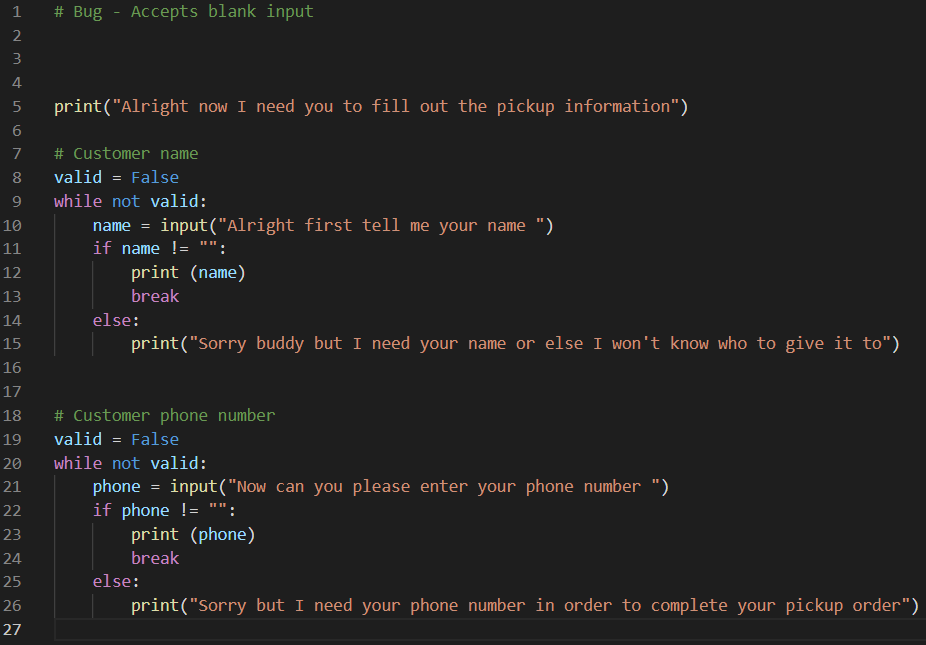 1 # Bug - Accepts blank input
2
3
4
5 print("Alright now I need you to fill out the pickup information")
6
7 # Customer name
8 valid = False
9 while not valid:
10     name = input("Alright first tell me your name ")
11     if name != "":
12         print (name)
13         break
14     else:
15         print("Sorry buddy but I need your name or else I won't know who to give it to")
16
17
18 # Customer phone number
19 valid = False
20 while not valid:
21     phone = input("Now can you please enter your phone number ")
22     if phone != "":
23         print (phone)
24         break
25     else:
26         print("Sorry but I need your phone number in order to complete your pickup order")
27